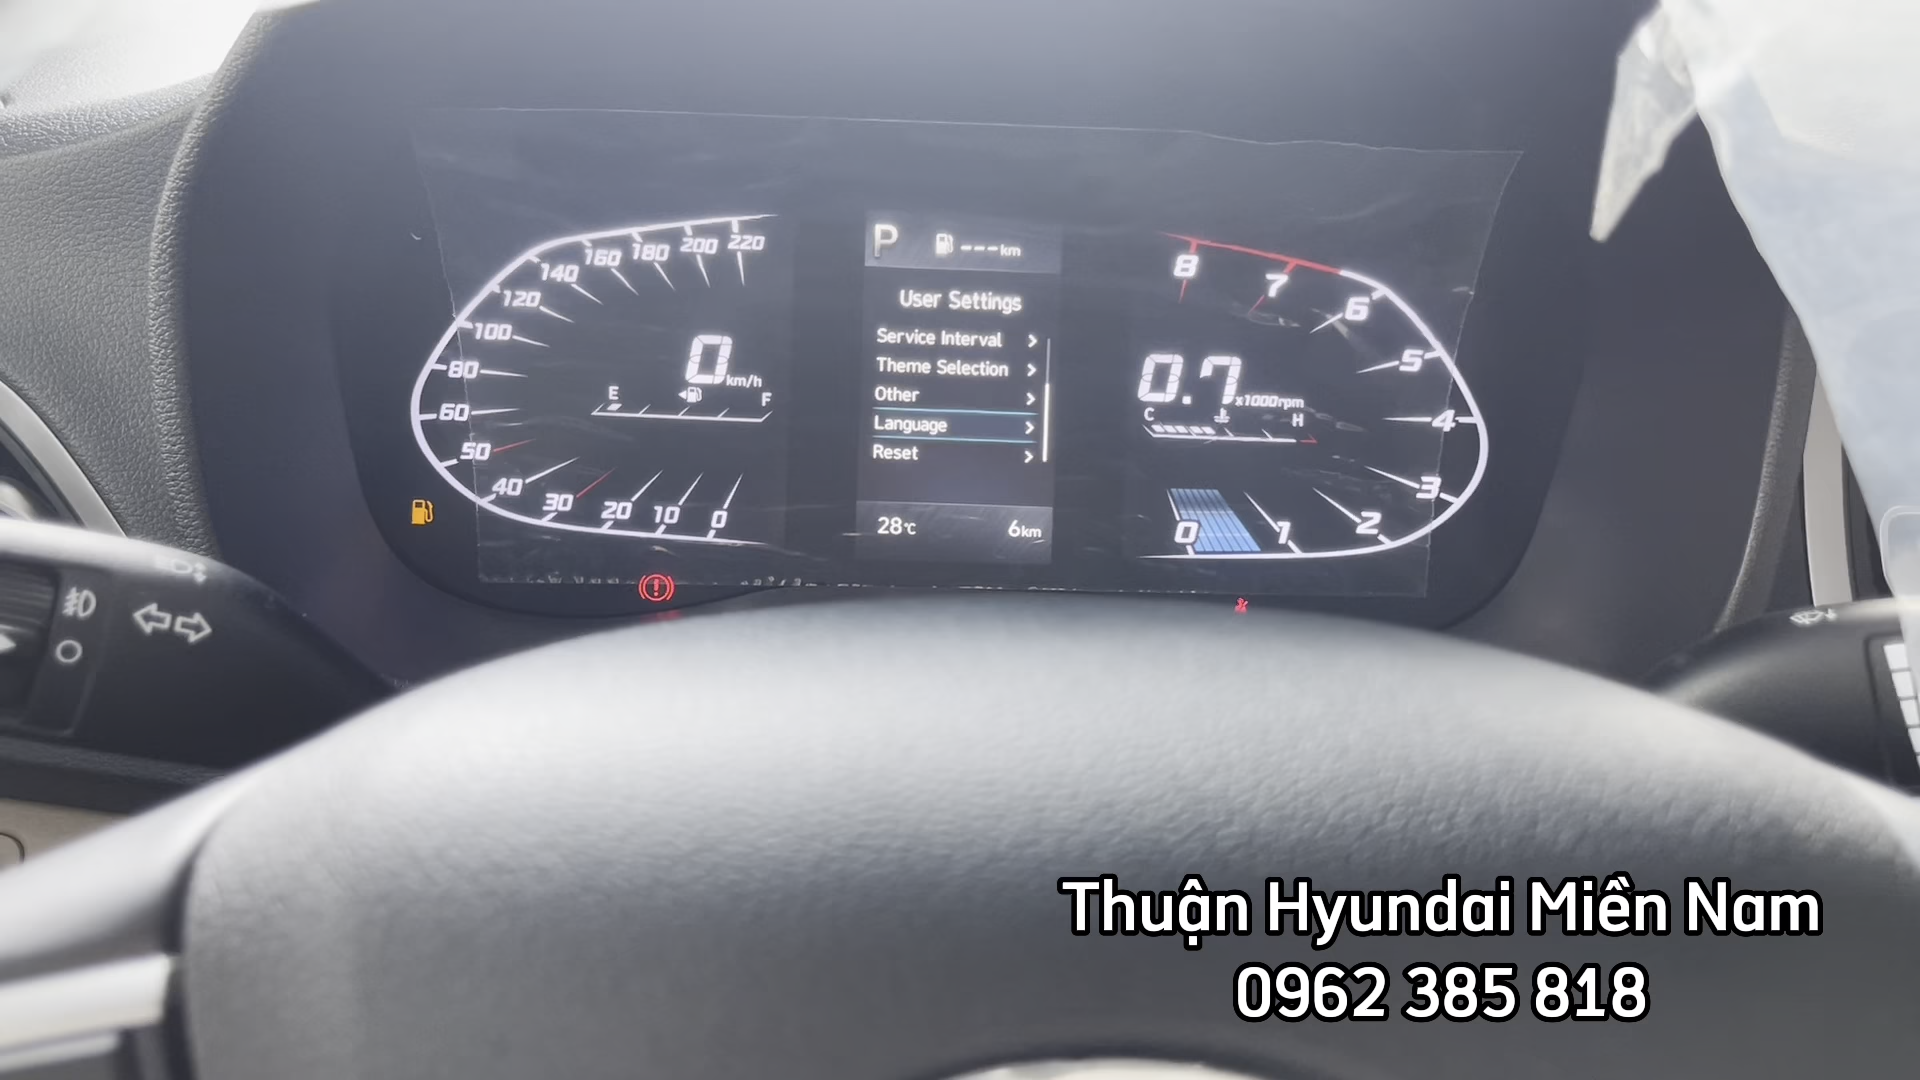 220
200
180
160
140
120
100
80
60
50
40
30
20
10
0
0 km/h
E
F
P
--- km
User Settings
Service Interval >
Theme Selection >
Other >
Language >
Reset >
28°C
6 km
8
7
6
5
4
3
2
1
0
0.7 x1000rpm
C
H
Thuận Hyundai Miền Nam
0962 385 818